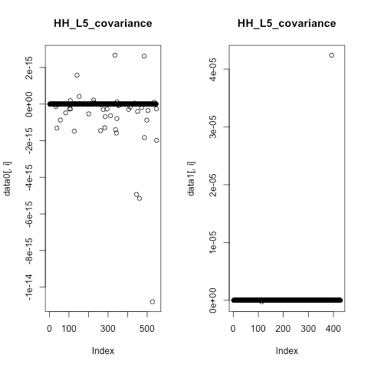 HH_L5_covariance
data0[, i]
2e-15
0e+00
-2e-15
-4e-15
-6e-15
-8e-15
-1e-14
0 100 300 500
Index
HH_L5_covariance
data1[, i]
4e-05
3e-05
2e-05
1e-05
0e+00
0 100 200 300 400
Index